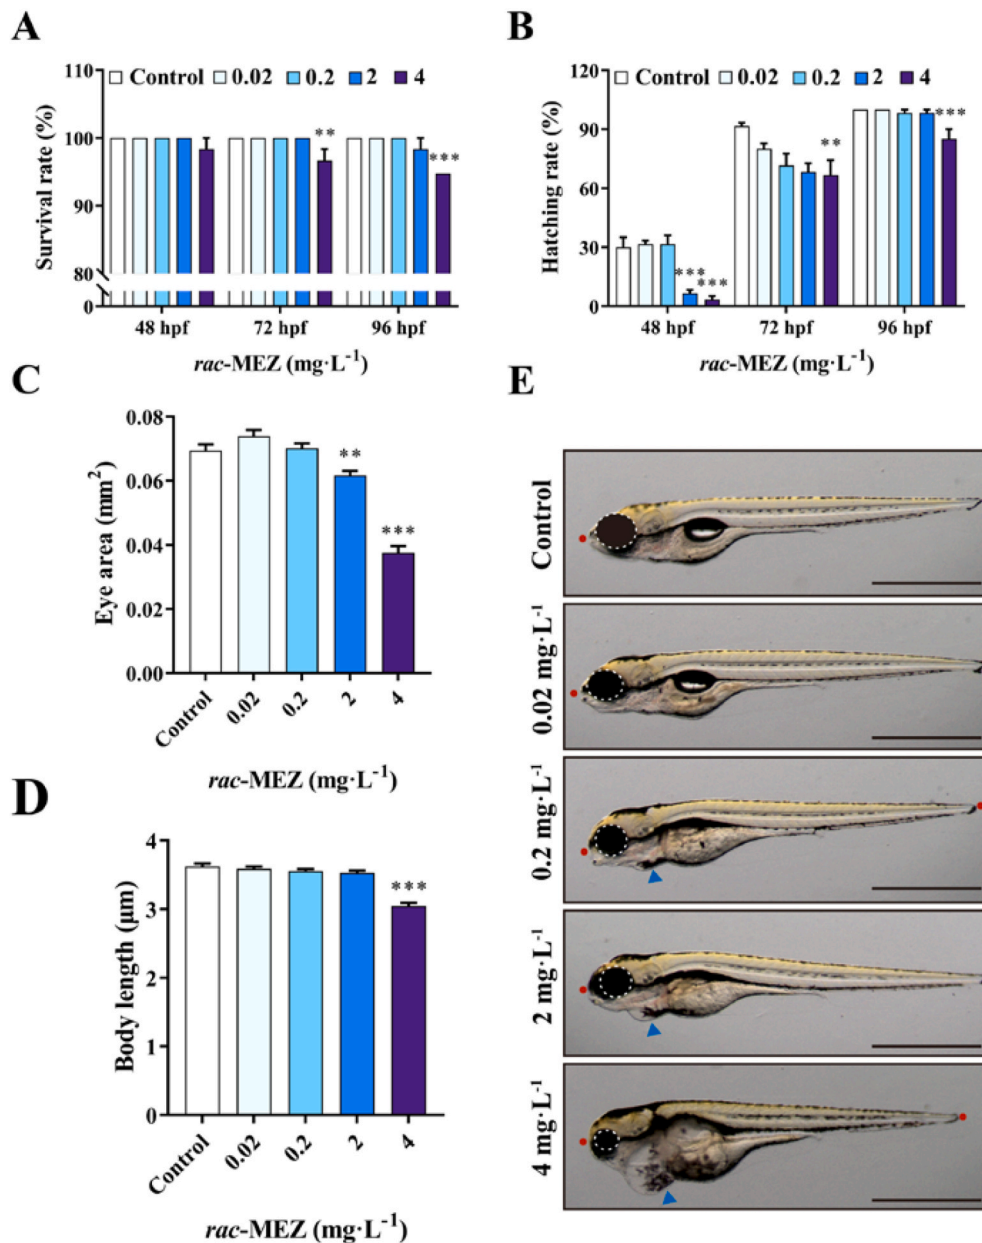 A
Control 0.02 0.2 2 4
Survival rate (%)
110
100
90
80
0
** ***
48 hpf 72 hpf 96 hpf
rac-MEZ (mg·L⁻¹)
B
Control 0.02 0.2 2 4
Hatching rate (%)
120
90
60
30
0
*** *** ** ***
48 hpf 72 hpf 96 hpf
rac-MEZ (mg·L⁻¹)
C
Eye area (mm²)
0.08
0.06
0.04
0.02
0.00
** ***
Control 0.02 0.2 2 4
rac-MEZ (mg·L⁻¹)
D
Body length (μm)
4
3
2
1
0
***
Control 0.02 0.2 2 4
rac-MEZ (mg·L⁻¹)
E
Control
0.02 mg·L⁻¹
0.2 mg·L⁻¹
2 mg·L⁻¹
4 mg·L⁻¹